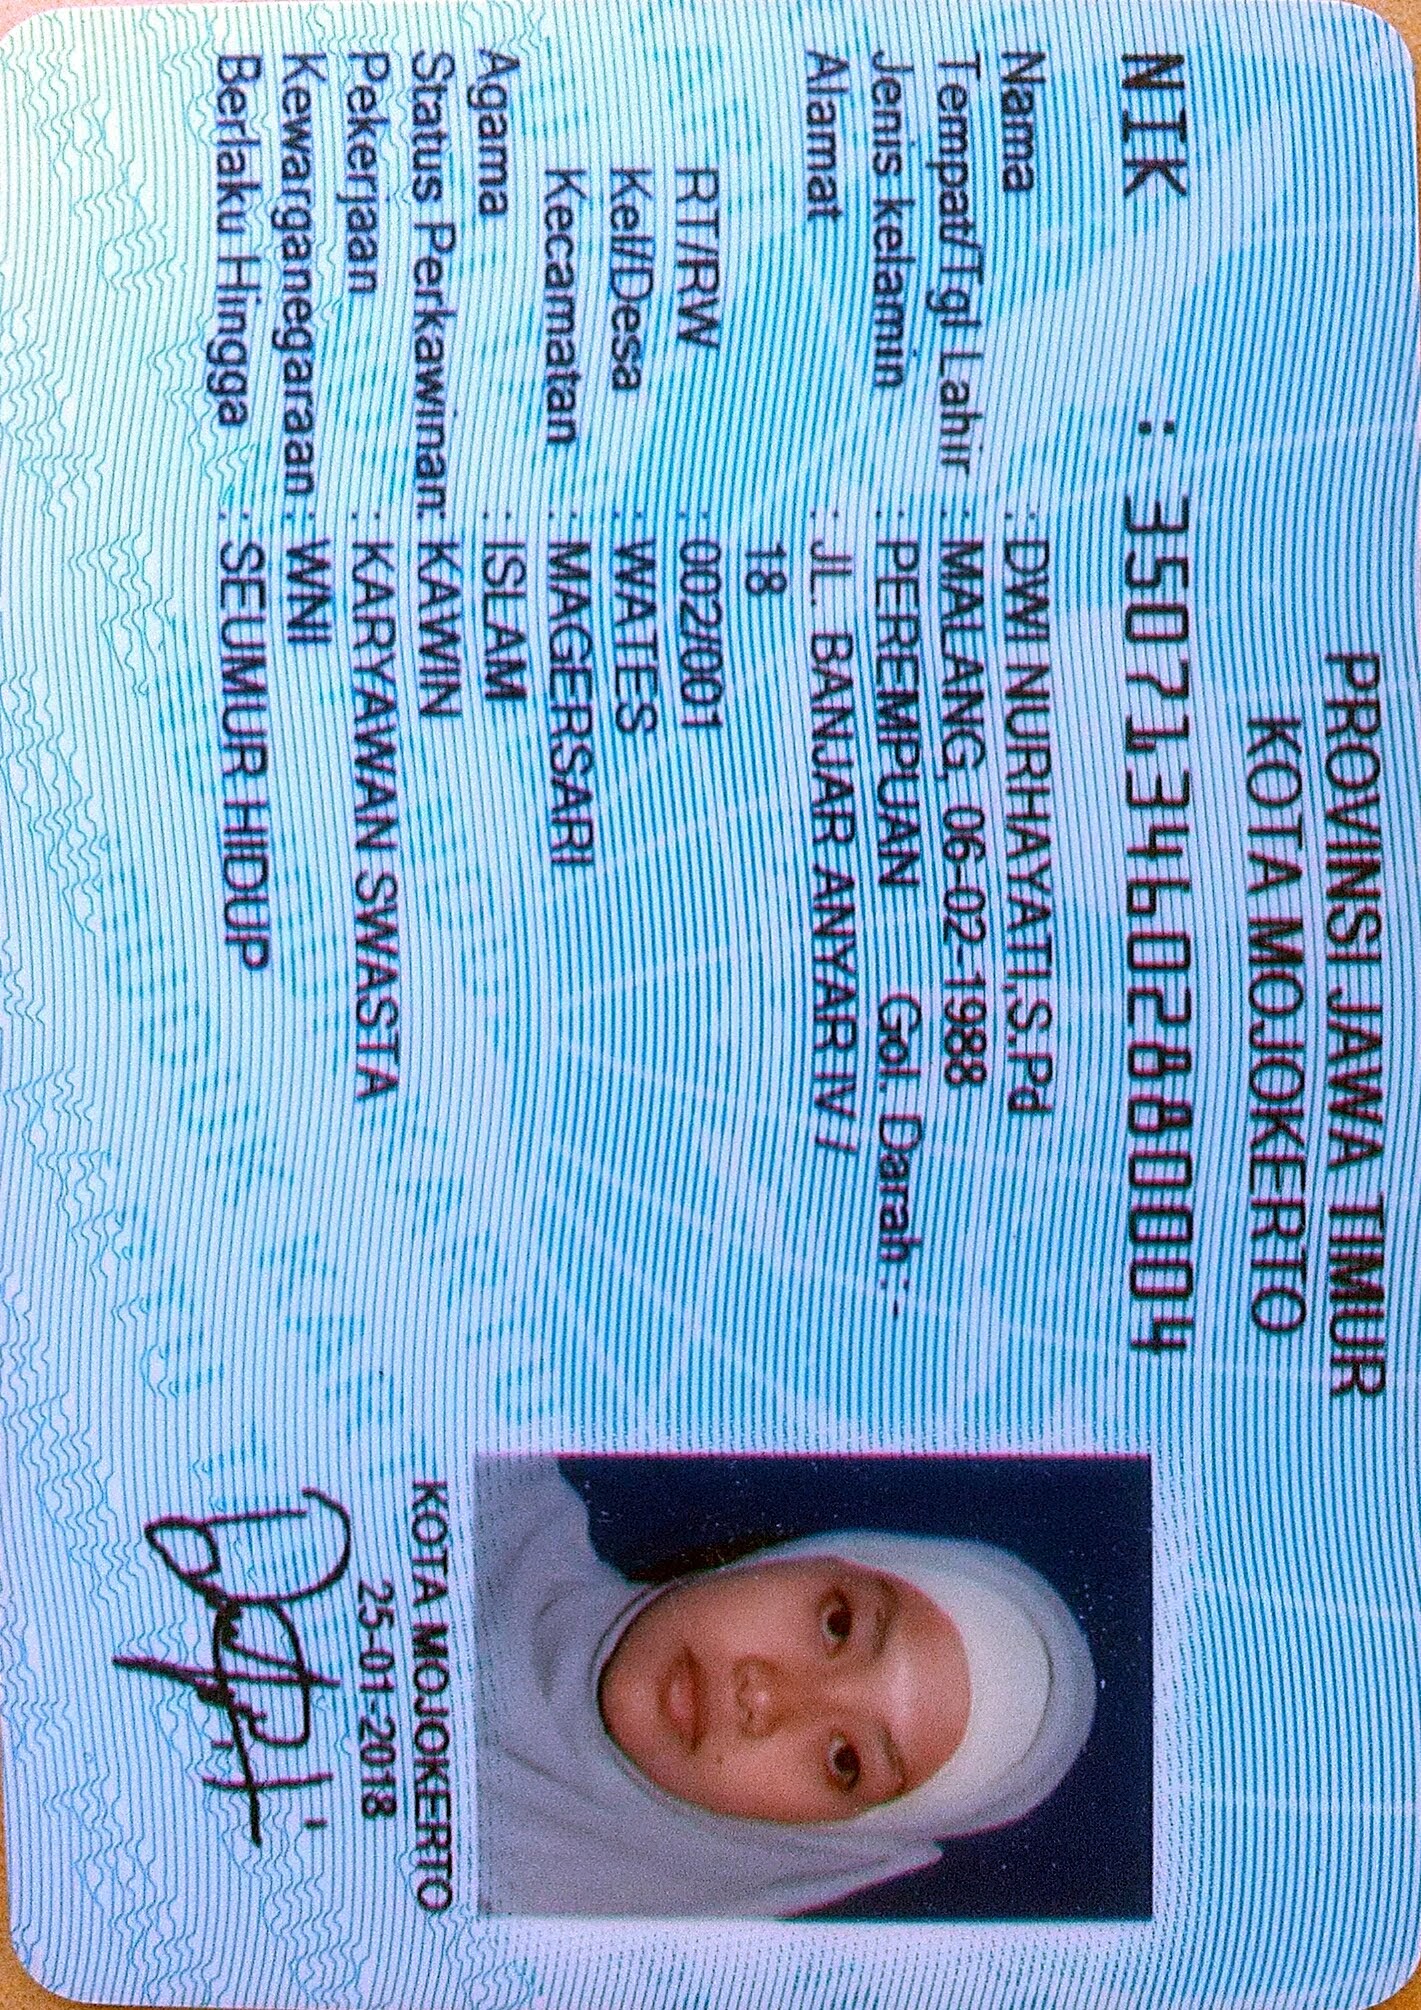 PROVINSI JAWA TIMUR
KOTA MOJOKERTO
NIK : 3507134602880004
Nama : DWI NURHAYATI,S.Pd
Tempat/Tgl Lahir : MALANG, 06-02-1988
Jenis kelamin : PEREMPUAN Gol. Darah : -
Alamat : JL. BANJAR ANYAR IV /
18
RT/RW : 002/001
Kel/Desa : WATES
Kecamatan : MAGERSARI
Agama : ISLAM
Status Perkawinan: KAWIN
Pekerjaan : KARYAWAN SWASTA
Kewarganegaraan : WNI
Berlaku Hingga : SEUMUR HIDUP
KOTA MOJOKERTO
25-01-2018